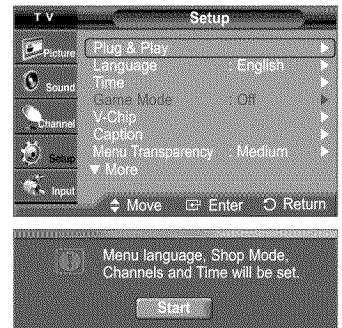 T V
Setup
Picture
Sound
Channel
Setup
Input
Plug & Play
Language : English
Time
Game Mode : Off
V-Chip
Caption
Menu Transparency : Medium
▼ More
Move Enter Return
Menu language, Shop Mode,
Channels and Time will be set.
Start